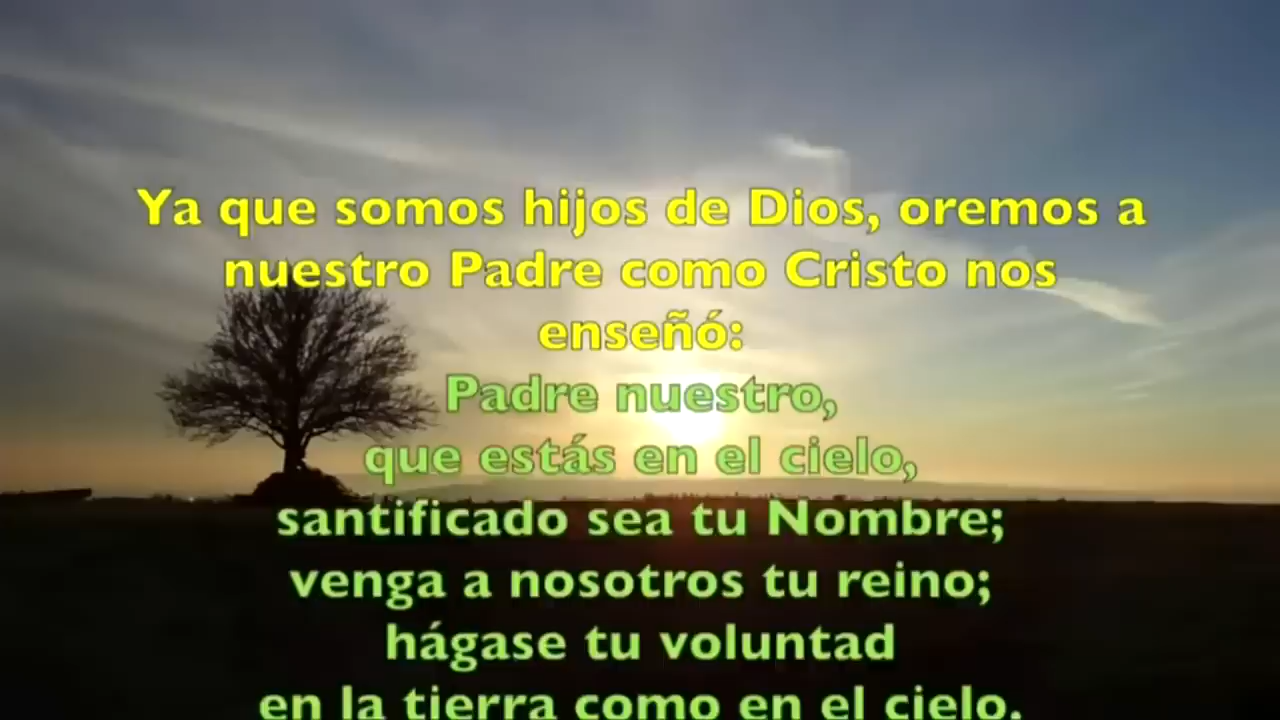 Ya que somos hijos de Dios, oremos a
nuestro Padre como Cristo nos
enseñó:
Padre nuestro,
que estás en el cielo,
santificado sea tu Nombre;
venga a nosotros tu reino;
hágase tu voluntad
en la tierra como en el cielo.